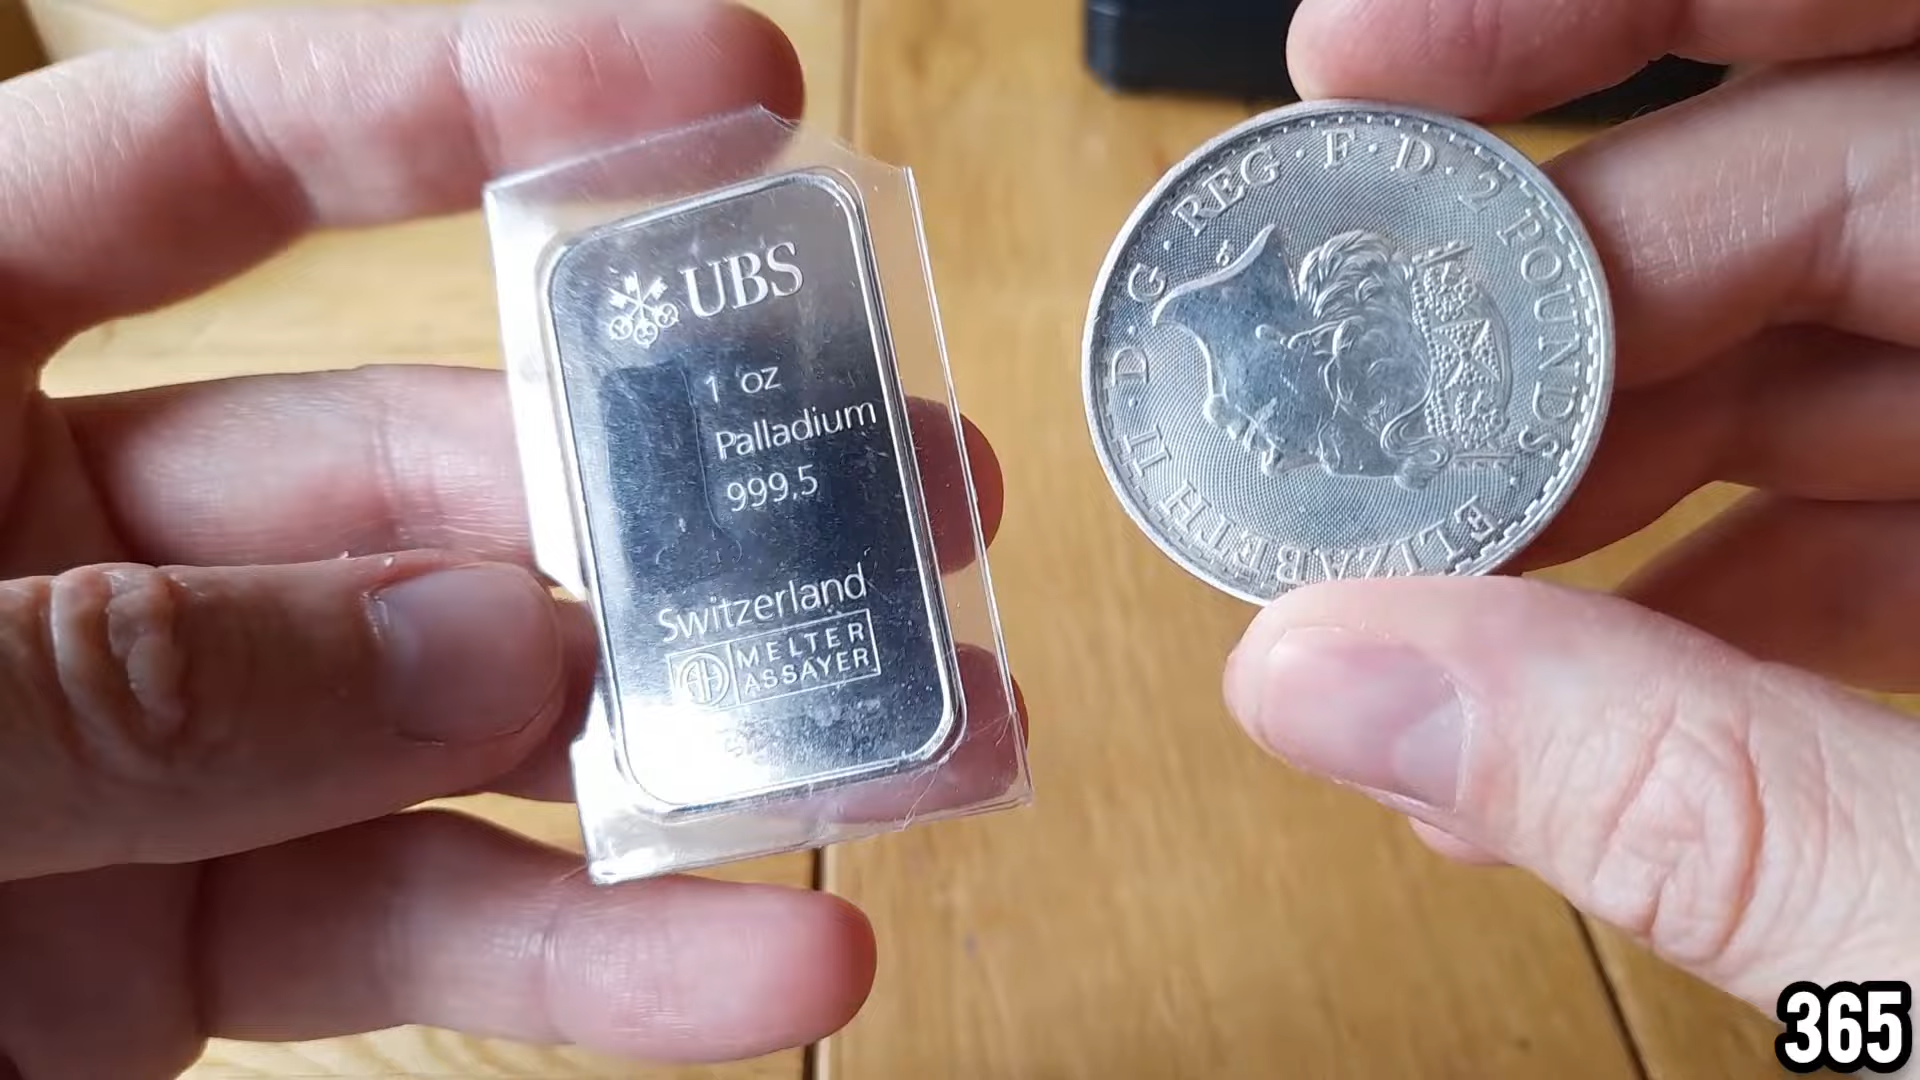 UBS
1 oz
Palladium
999,5
Switzerland
MELTER
ASSAYER
ELIZABETH II · D · G · REG · F · D · 2 POUNDS ·
365